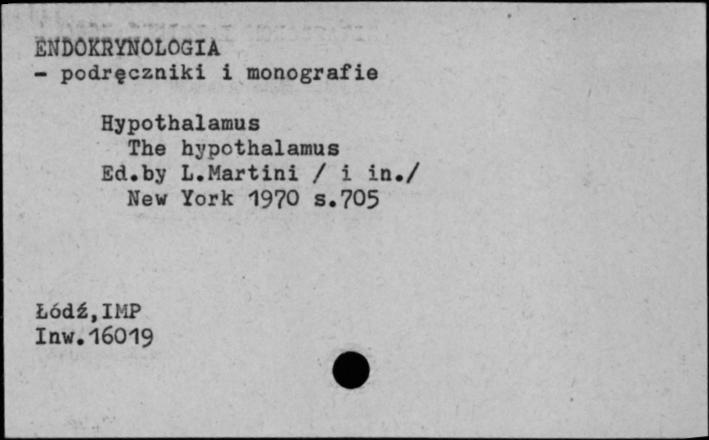 ENDOKRYNOLOGIA
- podręczniki i monografie
Hypothalamus
The hypothalamus
Ed.by L.Martini / i in./
New York 1970 s.705
Łódź,IMP
Inw.16019